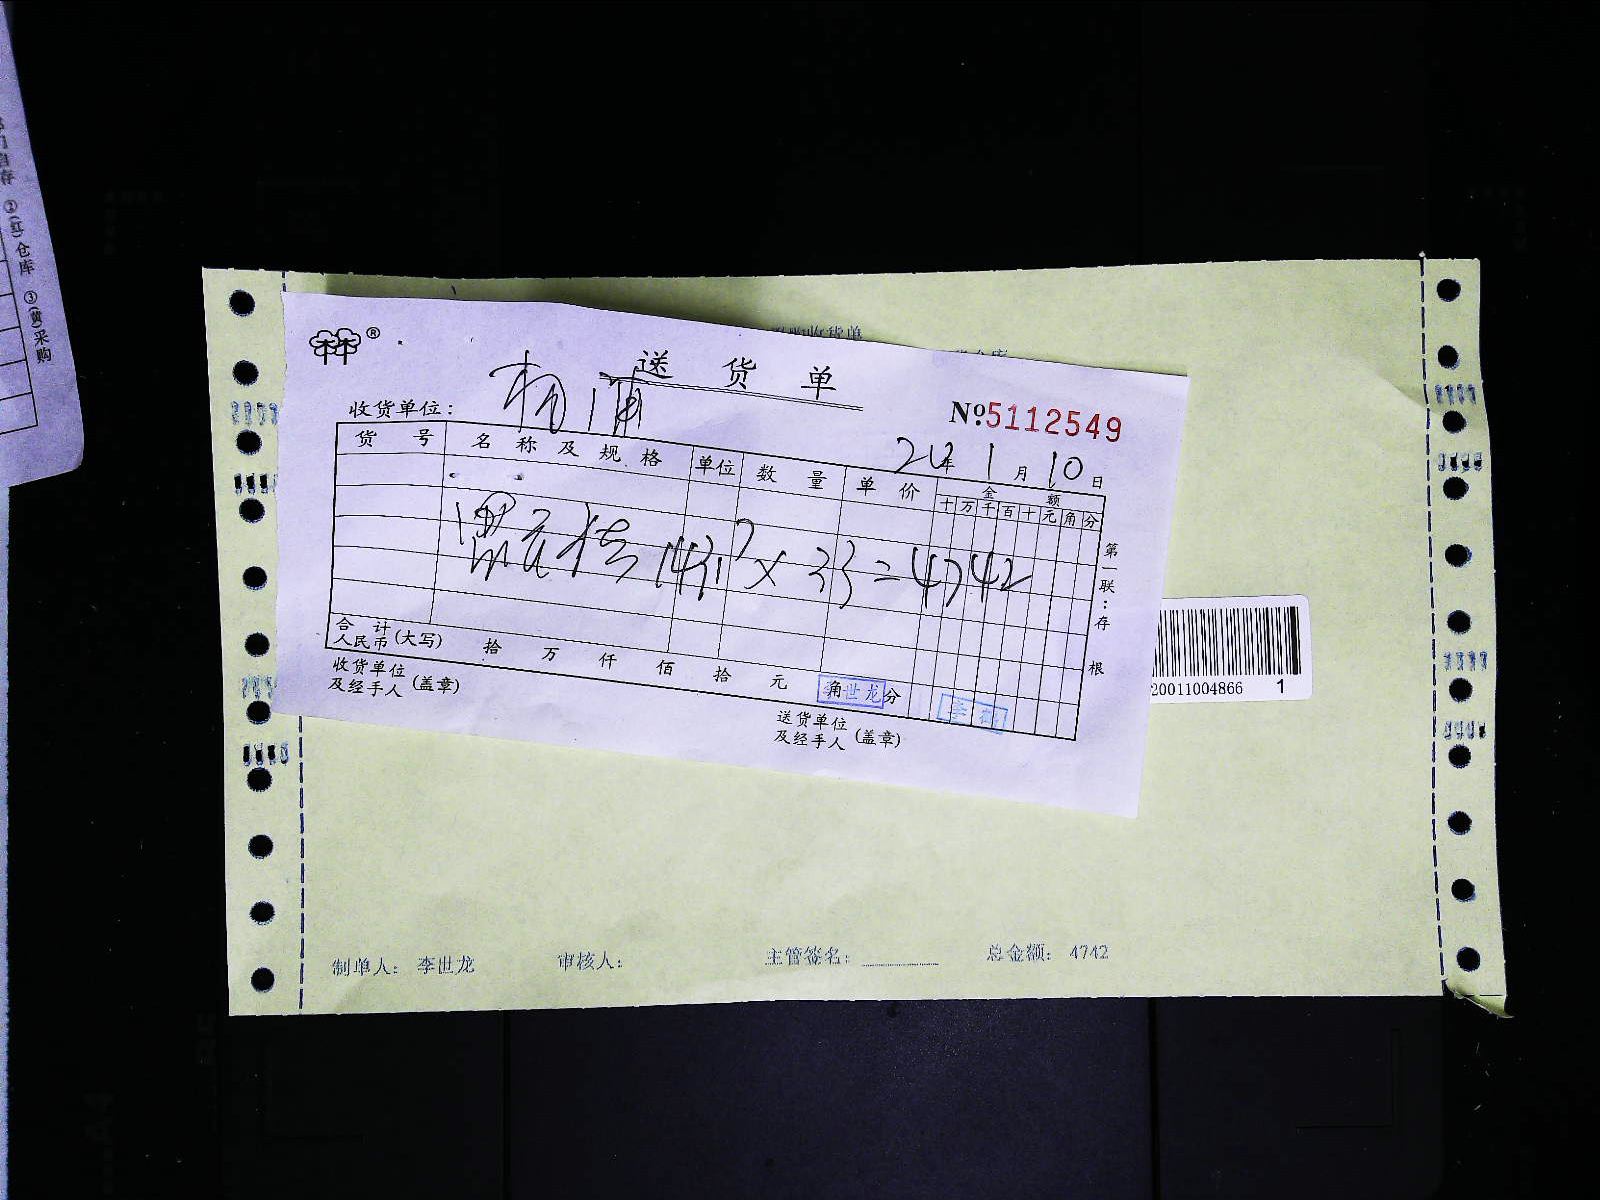 ②(红)仓库 ③(黄)采购
送货单
收货单位: 杨浦
№5112549
20年1月10日
货号 名称及规格 单位 数量 单价 金额
十万千百十元角分
143.7×33=4742
合计人民币(大写) 拾 万 仟 佰 拾 元 角 分
李世龙
收货单位及经手人(盖章)
送货单位及经手人(盖章)
第一联:存根
20011004866 1
制单人: 李世龙 审核人: 主管签名: 总金额: 4742